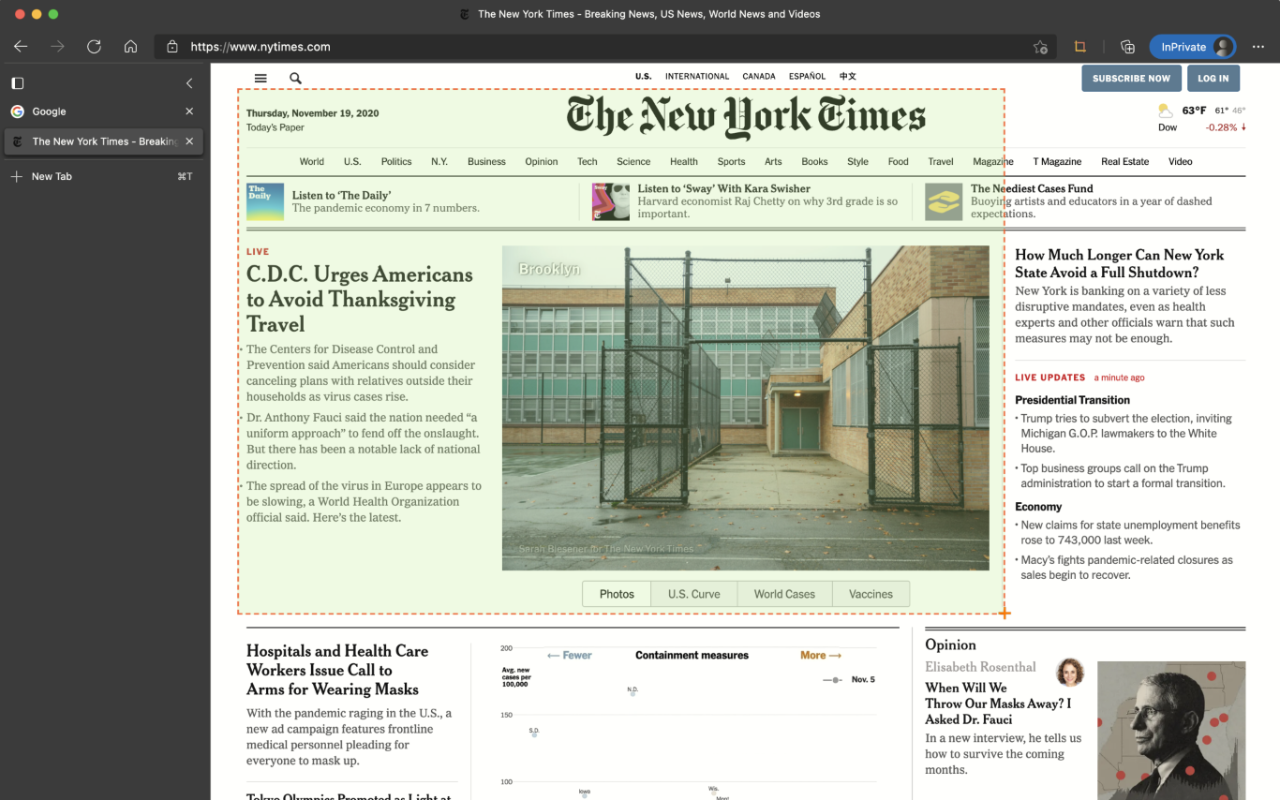 The New York Times - Breaking News, US News, World News and Videos
https://www.nytimes.com
InPrivate
Google
The New York Times - Breaking
New Tab
⌘T
U.S. INTERNATIONAL CANADA ESPAÑOL 中文
SUBSCRIBE NOW
LOG IN
Thursday, November 19, 2020
Today's Paper
The New York Times
63°F 61° 46°
Dow -0.28% ↓
World U.S. Politics N.Y. Business Opinion Tech Science Health Sports Arts Books Style Food Travel Magazine T Magazine Real Estate Video
The
Daily
Listen to ‘The Daily’
The pandemic economy in 7 numbers.
Listen to ‘Sway’ With Kara Swisher
Harvard economist Raj Chetty on why 3rd grade is so
important.
The Neediest Cases Fund
Buoying artists and educators in a year of dashed
expectations.
LIVE
C.D.C. Urges Americans
to Avoid Thanksgiving
Travel
• The Centers for Disease Control and
Prevention said Americans should consider
canceling plans with relatives outside their
households as virus cases rise.
• Dr. Anthony Fauci said the nation needed “a
uniform approach” to fend off the onslaught.
But there has been a notable lack of national
direction.
• The spread of the virus in Europe appears to
be slowing, a World Health Organization
official said. Here’s the latest.
Brooklyn
Sarah Blesener for The New York Times
Photos
U.S. Curve
World Cases
Vaccines
How Much Longer Can New York
State Avoid a Full Shutdown?
New York is banking on a variety of less
disruptive mandates, even as health
experts and other officials warn that such
measures may not be enough.
LIVE UPDATES a minute ago
Presidential Transition
• Trump tries to subvert the election, inviting
Michigan G.O.P. lawmakers to the White
House.
• Top business groups call on the Trump
administration to start a formal transition.
Economy
• New claims for state unemployment benefits
rose to 743,000 last week.
• Macy’s fights pandemic-related closures as
sales begin to recover.
Hospitals and Health Care
Workers Issue Call to
Arms for Wearing Masks
With the pandemic raging in the U.S., a
new ad campaign features frontline
medical personnel pleading for
everyone to mask up.
Tokyo Olympics Promoted as Light at
200
← Fewer
Containment measures
More →
Avg. new
cases per
100,000
Nov. 5
N.D.
150
S.D.
100
Iowa
Wis.
Mont.
Opinion
Elisabeth Rosenthal
When Will We
Throw Our Masks Away? I
Asked Dr. Fauci
In a new interview, he tells us
how to survive the coming
months.